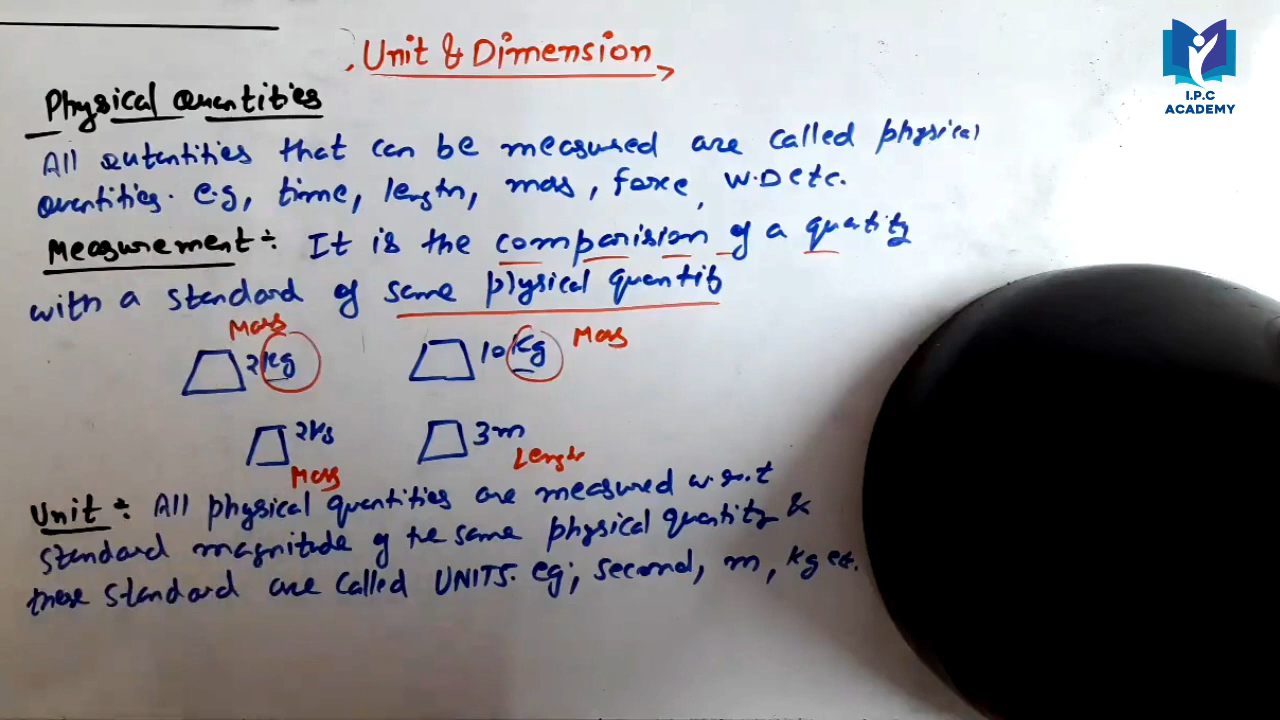 Unit & Dimension
I.P.C
ACADEMY
Physical Quantities
All Qutantities that can be measured are called physical
Quantities. e.g, time, length, mass, force, W.D etc.
Measurement÷ It is the comparision of a quantity
with a standard of same physical quantity
Mass
2kg
10kg
Mass
2kg
Mass
3m
Length
Unit ÷ All physical quantities are measured w.r.t
standard magnitude of the same physical quantity &
these standard are called UNITS. eg; second, m, kg etc.